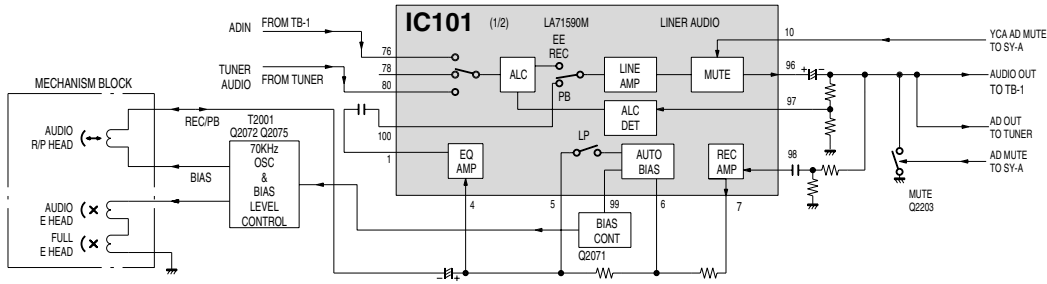 IC101 (1/2) LA71590M LINER AUDIO
ADIN FROM TB-1
TUNER AUDIO FROM TUNER
76
78
80
ALC
EE
REC
PB
LINE AMP
MUTE
10
YCA AD MUTE TO SY-A
96
+ -
AUDIO OUT TO TB-1
ALC DET
97
AD OUT TO TUNER
AD MUTE TO SY-A
MUTE Q2203
MECHANISM BLOCK
AUDIO R/P HEAD
REC/PB
T2001
Q2072 Q2075
70KHz
OSC
&
BIAS
LEVEL
CONTROL
BIAS
AUDIO E HEAD
FULL E HEAD
100
1
EQ AMP
4
LP
5
AUTO BIAS
99
6
REC AMP
7
98
BIAS CONT
Q2071
- +